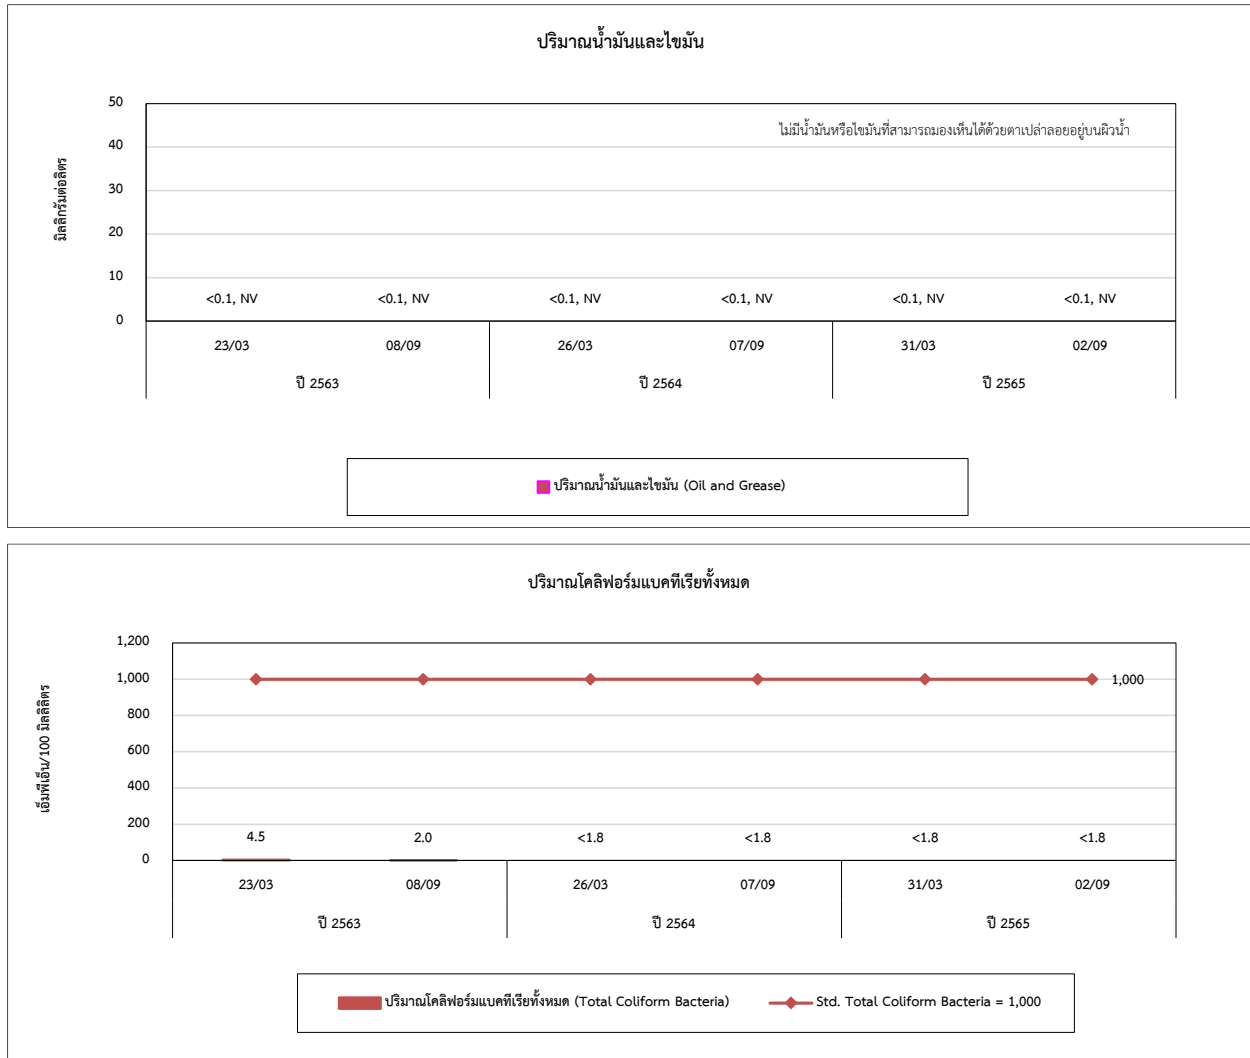 ปริมาณน้ำมันและไขมัน
50
ไม่มีน้ำมันหรือไขมันที่สามารถมองเห็นได้ด้วยตาเปล่าลอยอยู่บนผิวน้ำ
40
30
20
10
0
มิลลิกรัมต่อลิตร
<0.1, NV <0.1, NV <0.1, NV <0.1, NV <0.1, NV <0.1, NV
23/03 08/09 26/03 07/09 31/03 02/09
ปี 2563 ปี 2564 ปี 2565
ปริมาณน้ำมันและไขมัน (Oil and Grease)
ปริมาณโคลิฟอร์มแบคทีเรียทั้งหมด
1,200
1,000 1,000
800
600
400
200
0
เอ็มพีเอ็น/100 มิลลิลิตร
4.5 2.0 <1.8 <1.8 <1.8 <1.8
23/03 08/09 26/03 07/09 31/03 02/09
ปี 2563 ปี 2564 ปี 2565
ปริมาณโคลิฟอร์มแบคทีเรียทั้งหมด (Total Coliform Bacteria) Std. Total Coliform Bacteria = 1,000